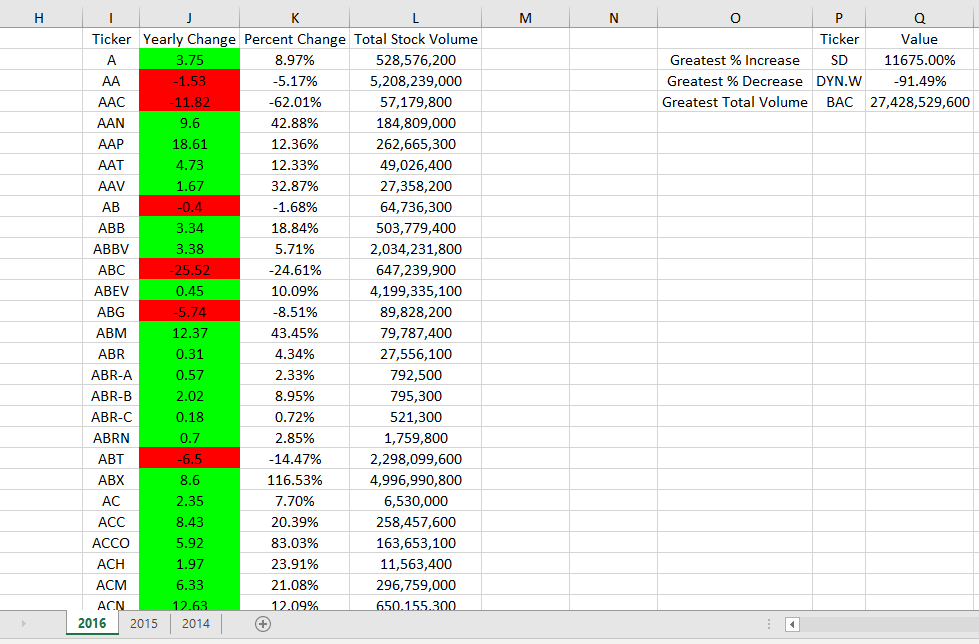 H I J K L M N O P Q
Ticker Yearly Change Percent Change Total Stock Volume Ticker Value
A 3.75 8.97% 528,576,200 Greatest % Increase SD 11675.00%
AA -1.53 -5.17% 5,208,239,000 Greatest % Decrease DYN.W -91.49%
AAC -11.82 -62.01% 57,179,800 Greatest Total Volume BAC 27,428,529,600
AAN 9.6 42.88% 184,809,000
AAP 18.61 12.36% 262,665,300
AAT 4.73 12.33% 49,026,400
AAV 1.67 32.87% 27,358,200
AB -0.4 -1.68% 64,736,300
ABB 3.34 18.84% 503,779,400
ABBV 3.38 5.71% 2,034,231,800
ABC -25.52 -24.61% 647,239,900
ABEV 0.45 10.09% 4,199,335,100
ABG -5.74 -8.51% 89,828,200
ABM 12.37 43.45% 79,787,400
ABR 0.31 4.34% 27,556,100
ABR-A 0.57 2.33% 792,500
ABR-B 2.02 8.95% 795,300
ABR-C 0.18 0.72% 521,300
ABRN 0.7 2.85% 1,759,800
ABT -6.5 -14.47% 2,298,099,600
ABX 8.6 116.53% 4,996,990,800
AC 2.35 7.70% 6,530,000
ACC 8.43 20.39% 258,457,600
ACCO 5.92 83.03% 163,653,100
ACH 1.97 23.91% 11,563,400
ACM 6.33 21.08% 296,759,000
ACN 12.63 12.09% 650,155,300
2016 2015 2014